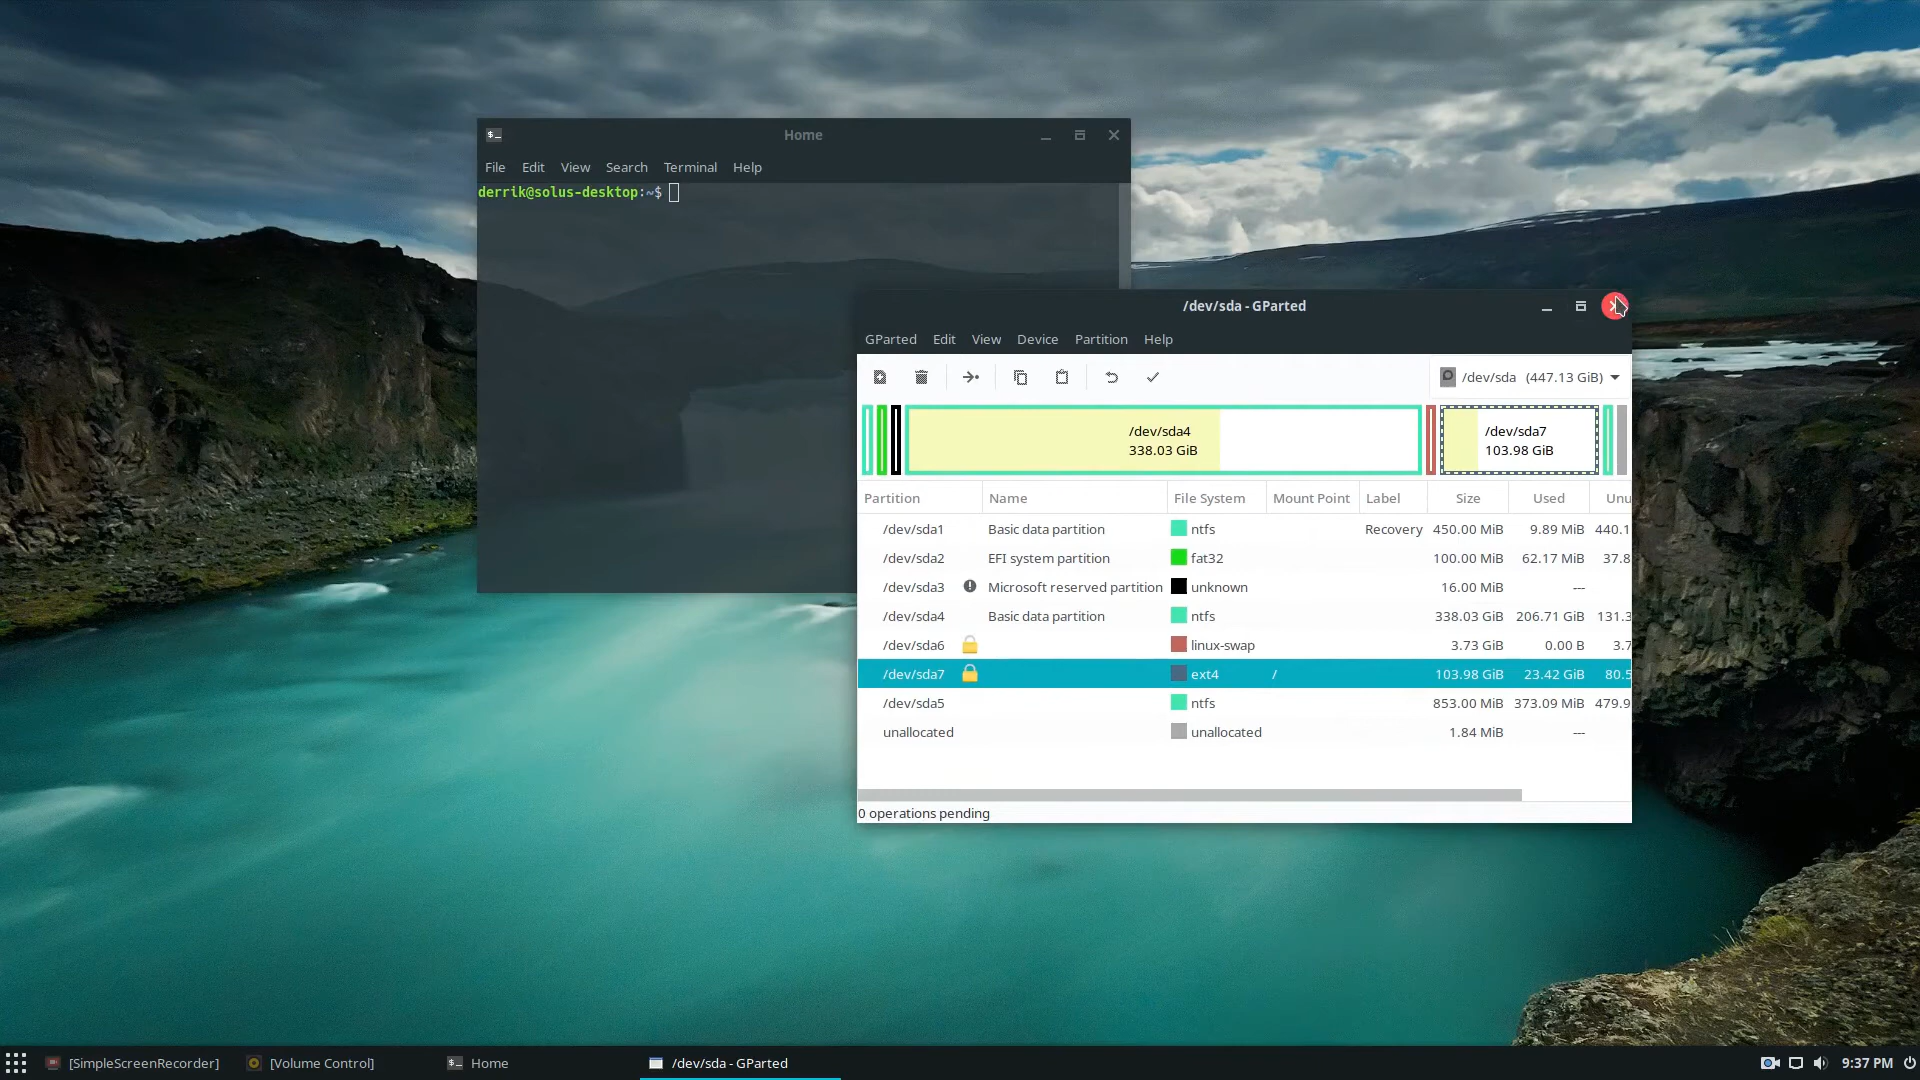 Home
File Edit View Search Terminal Help
derrik@solus-desktop:~$
/dev/sda - GParted
GParted Edit View Device Partition Help
/dev/sda (447.13 GiB)
/dev/sda4
338.03 GiB
/dev/sda7
103.98 GiB
Partition Name File System Mount Point Label Size Used Unu
/dev/sda1 Basic data partition ntfs Recovery 450.00 MiB 9.89 MiB 440.1
/dev/sda2 EFI system partition fat32 100.00 MiB 62.17 MiB 37.8
/dev/sda3 Microsoft reserved partition unknown 16.00 MiB ---
/dev/sda4 Basic data partition ntfs 338.03 GiB 206.71 GiB 131.3
/dev/sda6 linux-swap 3.73 GiB 0.00 B 3.7
/dev/sda7 ext4 / 103.98 GiB 23.42 GiB 80.5
/dev/sda5 ntfs 853.00 MiB 373.09 MiB 479.9
unallocated unallocated 1.84 MiB ---
0 operations pending
[SimpleScreenRecorder] [Volume Control] Home /dev/sda - GParted 9:37 PM